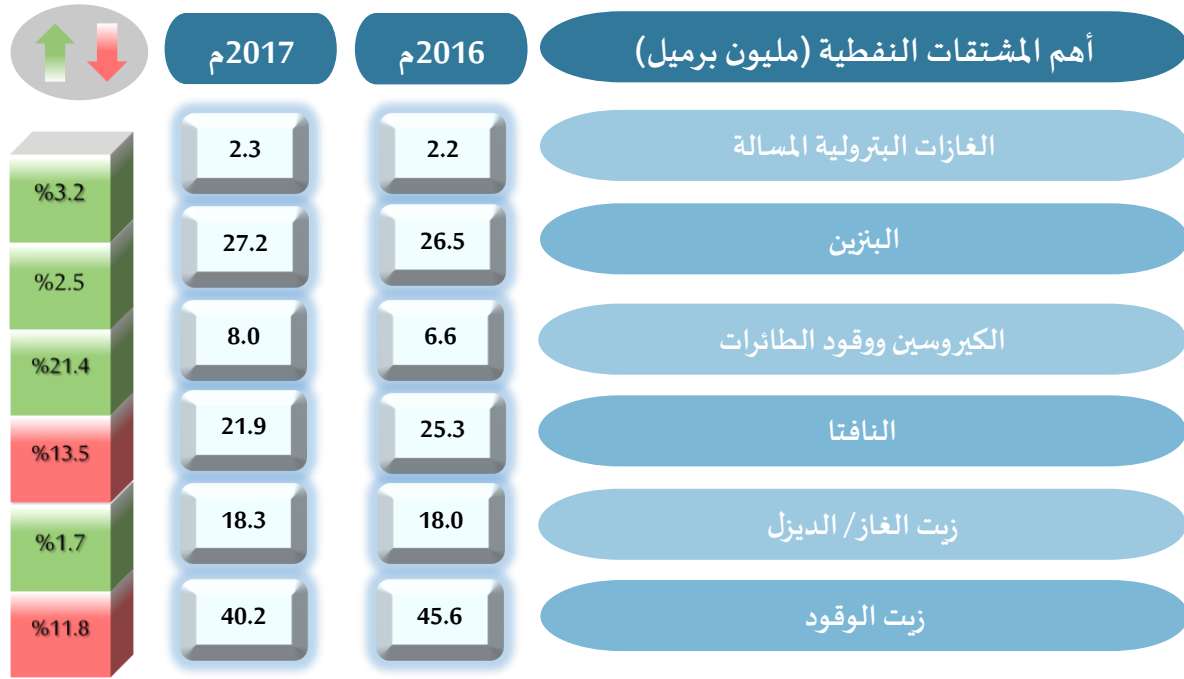 أهم المشتقات النفطية (مليون برميل) 2016م 2017م
الغازات البترولية المسالة 2.2 2.3 %3.2
البنزين 26.5 27.2 %2.5
الكيروسين ووقود الطائرات 6.6 8.0 %21.4
النافتا 25.3 21.9 %13.5
زيت الغاز/ الديزل 18.0 18.3 %1.7
زيت الوقود 45.6 40.2 %11.8